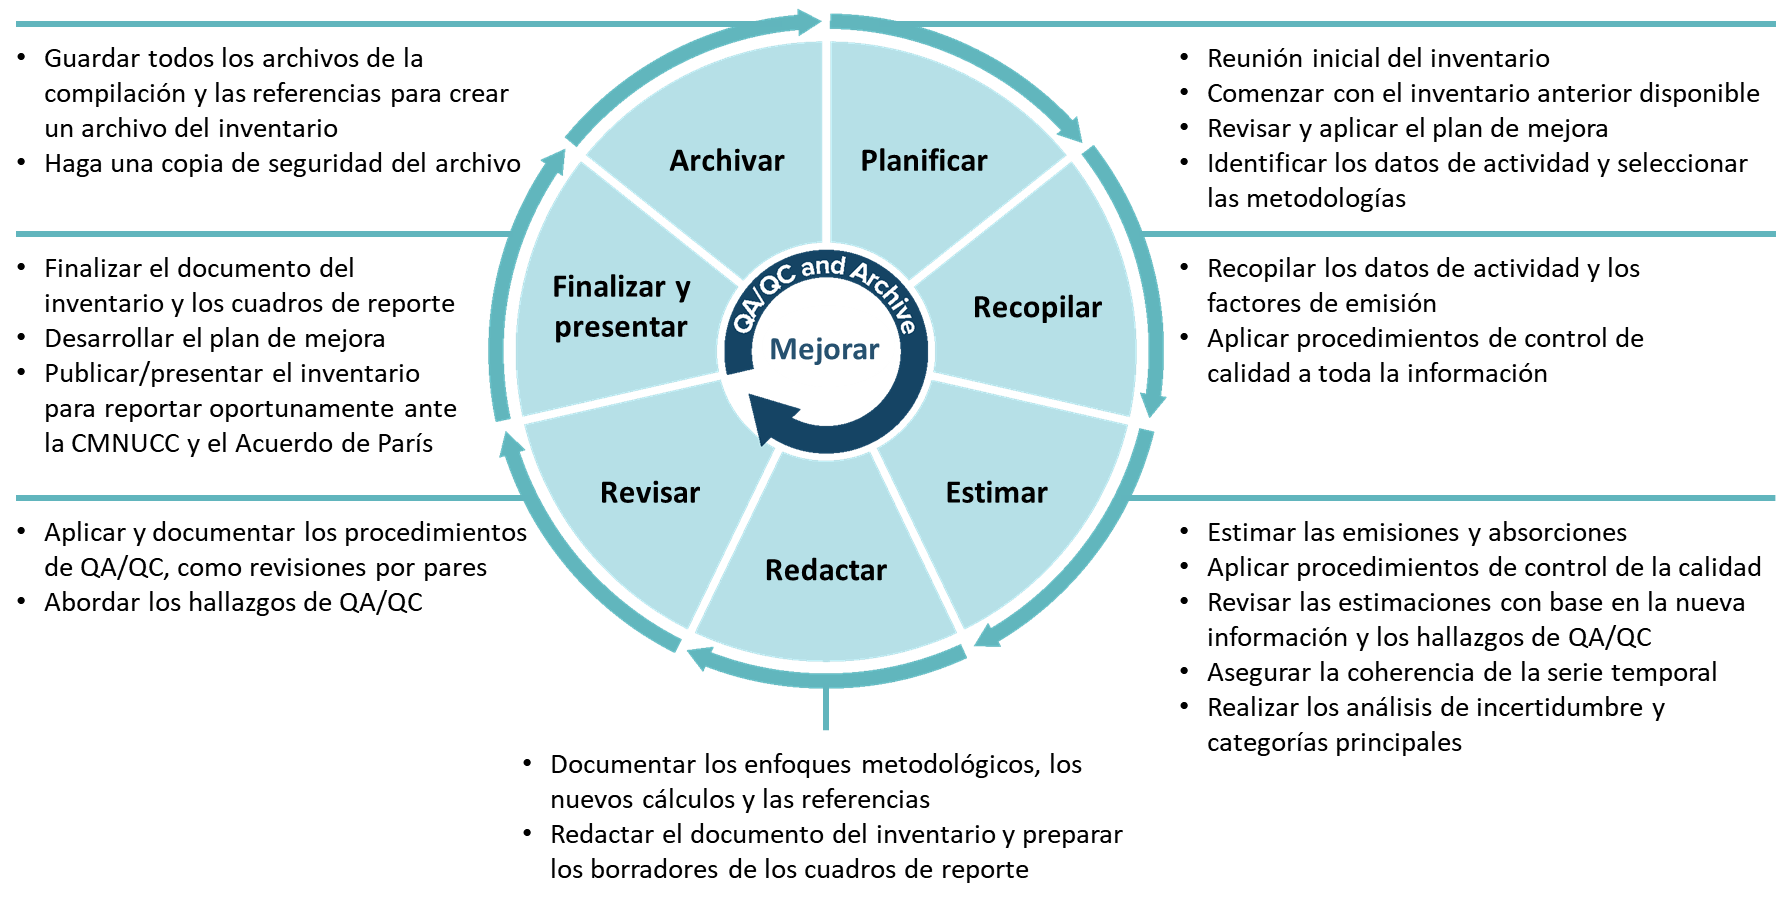 Archivar
• Guardar todos los archivos de la
compilación y las referencias para crear
un archivo del inventario
• Haga una copia de seguridad del archivo
Planificar
• Reunión inicial del inventario
• Comenzar con el inventario anterior disponible
• Revisar y aplicar el plan de mejora
• Identificar los datos de actividad y seleccionar
las metodologías
Recopilar
• Recopilar los datos de actividad y los
factores de emisión
• Aplicar procedimientos de control de
calidad a toda la información
Estimar
• Estimar las emisiones y absorciones
• Aplicar procedimientos de control de la calidad
• Revisar las estimaciones con base en la nueva
información y los hallazgos de QA/QC
• Asegurar la coherencia de la serie temporal
• Realizar los análisis de incertidumbre y
categorías principales
Redactar
• Documentar los enfoques metodológicos, los
nuevos cálculos y las referencias
• Redactar el documento del inventario y preparar
los borradores de los cuadros de reporte
Revisar
• Aplicar y documentar los procedimientos
de QA/QC, como revisiones por pares
• Abordar los hallazgos de QA/QC
Finalizar y
presentar
• Finalizar el documento del
inventario y los cuadros de reporte
• Desarrollar el plan de mejora
• Publicar/presentar el inventario
para reportar oportunamente ante
la CMNUCC y el Acuerdo de París
QA/QC and Archive
Mejorar